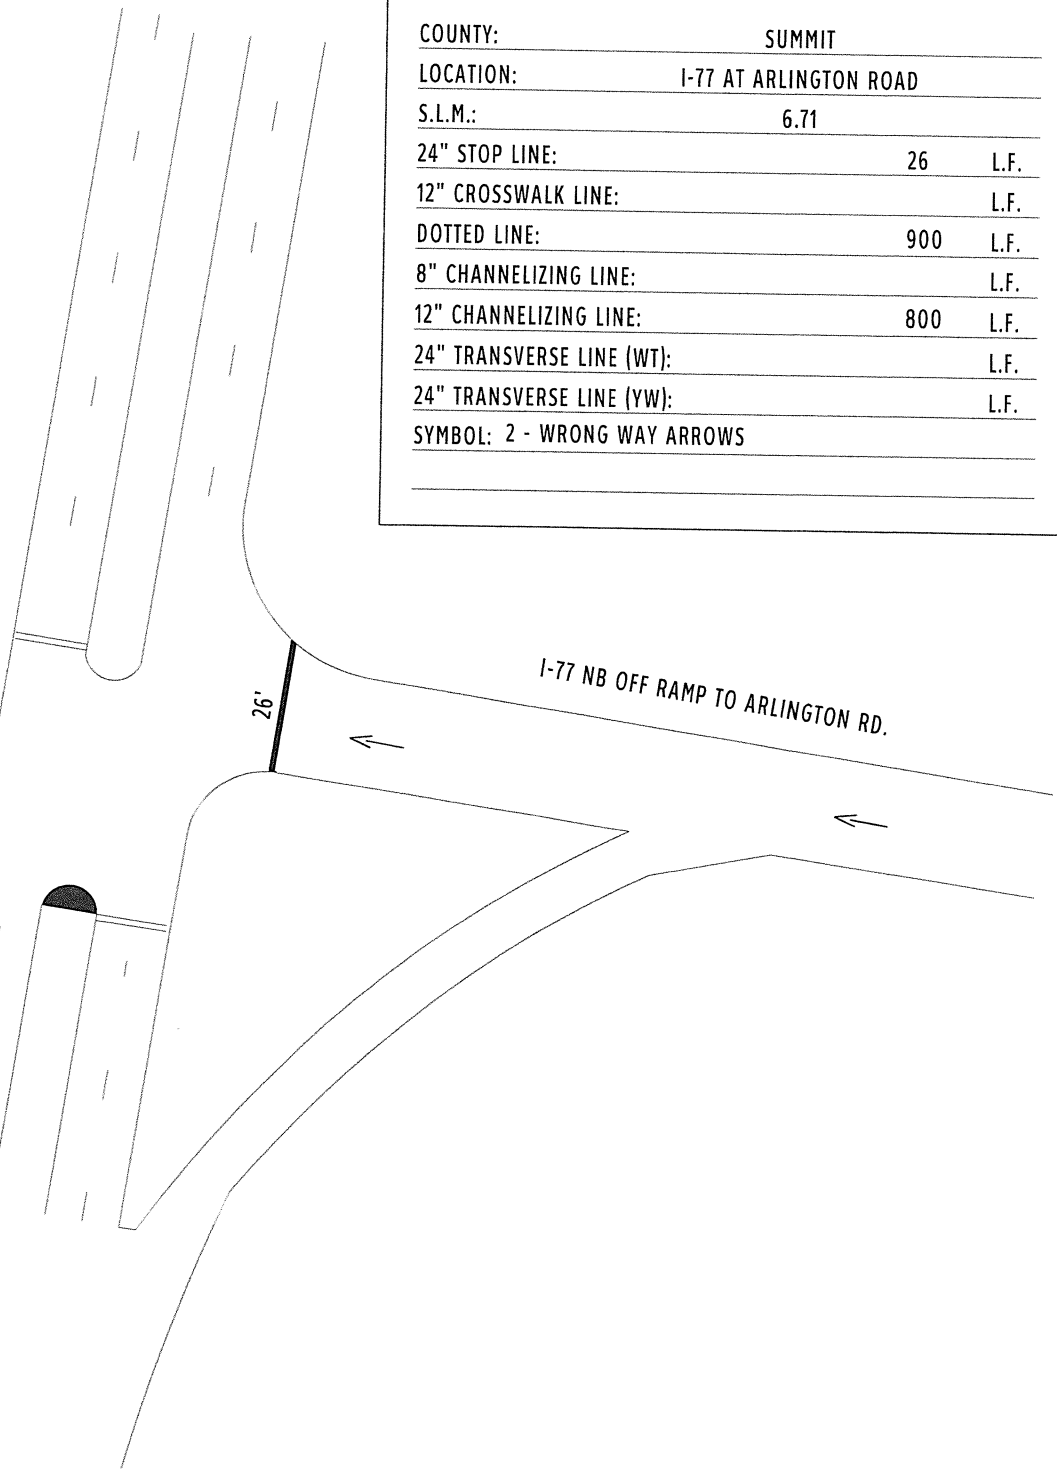 COUNTY: SUMMIT
LOCATION: I-77 AT ARLINGTON ROAD
S.L.M.: 6.71
24" STOP LINE: 26 L.F.
12" CROSSWALK LINE: L.F.
DOTTED LINE: 900 L.F.
8" CHANNELIZING LINE: L.F.
12" CHANNELIZING LINE: 800 L.F.
24" TRANSVERSE LINE (WT): L.F.
24" TRANSVERSE LINE (YW): L.F.
SYMBOL: 2 - WRONG WAY ARROWS
I-77 NB OFF RAMP TO ARLINGTON RD.
26'